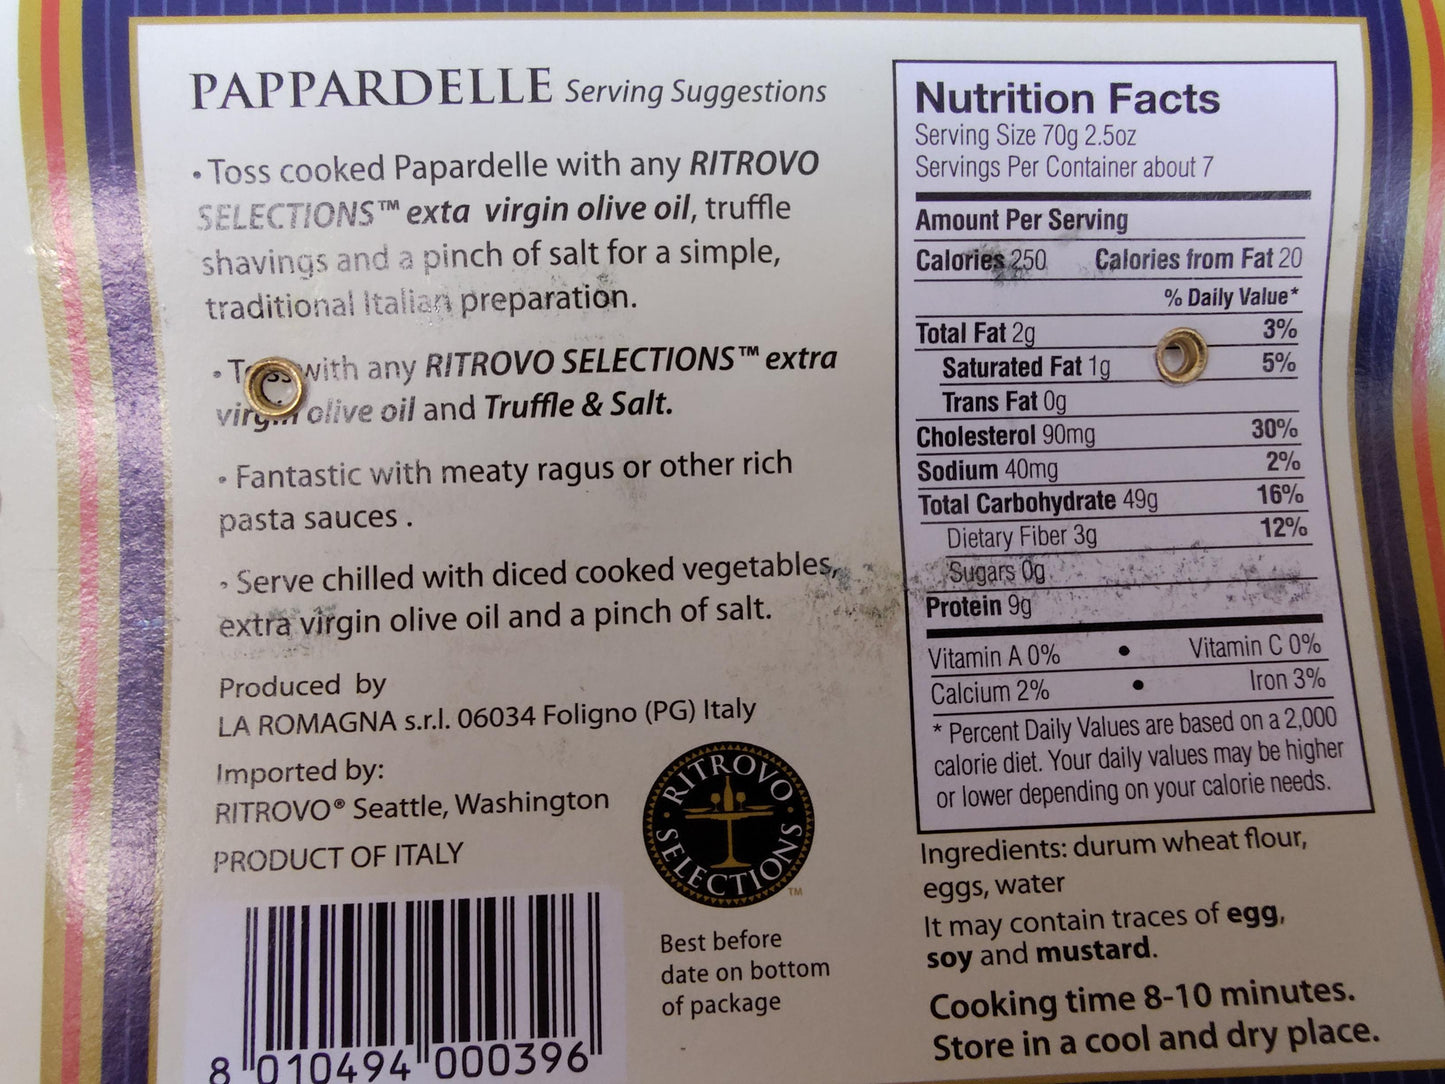 PAPPARDELLE Serving Suggestions
• Toss cooked Papardelle with any RITROVO
SELECTIONS™ exta virgin olive oil, truffle
shavings and a pinch of salt for a simple,
traditional Italian preparation.
• Toss with any RITROVO SELECTIONS™ extra
virgin olive oil and Truffle & Salt.
• Fantastic with meaty ragus or other rich
pasta sauces .
• Serve chilled with diced cooked vegetables,
extra virgin olive oil and a pinch of salt.
Produced by
LA ROMAGNA s.r.l. 06034 Foligno (PG) Italy
Imported by:
RITROVO® Seattle, Washington
PRODUCT OF ITALY
8 010494 000396
RITROVO
SELECTIONS
™
Best before
date on bottom
of package
Nutrition Facts
Serving Size 70g 2.5oz
Servings Per Container about 7
Amount Per Serving
Calories 250 Calories from Fat 20
% Daily Value*
Total Fat 2g 3%
Saturated Fat 1g 5%
Trans Fat 0g
Cholesterol 90mg 30%
Sodium 40mg 2%
Total Carbohydrate 49g 16%
Dietary Fiber 3g 12%
Sugars 0g
Protein 9g
Vitamin A 0% • Vitamin C 0%
Calcium 2% • Iron 3%
* Percent Daily Values are based on a 2,000
calorie diet. Your daily values may be higher
or lower depending on your calorie needs.
Ingredients: durum wheat flour,
eggs, water
It may contain traces of egg,
soy and mustard.
Cooking time 8-10 minutes.
Store in a cool and dry place.